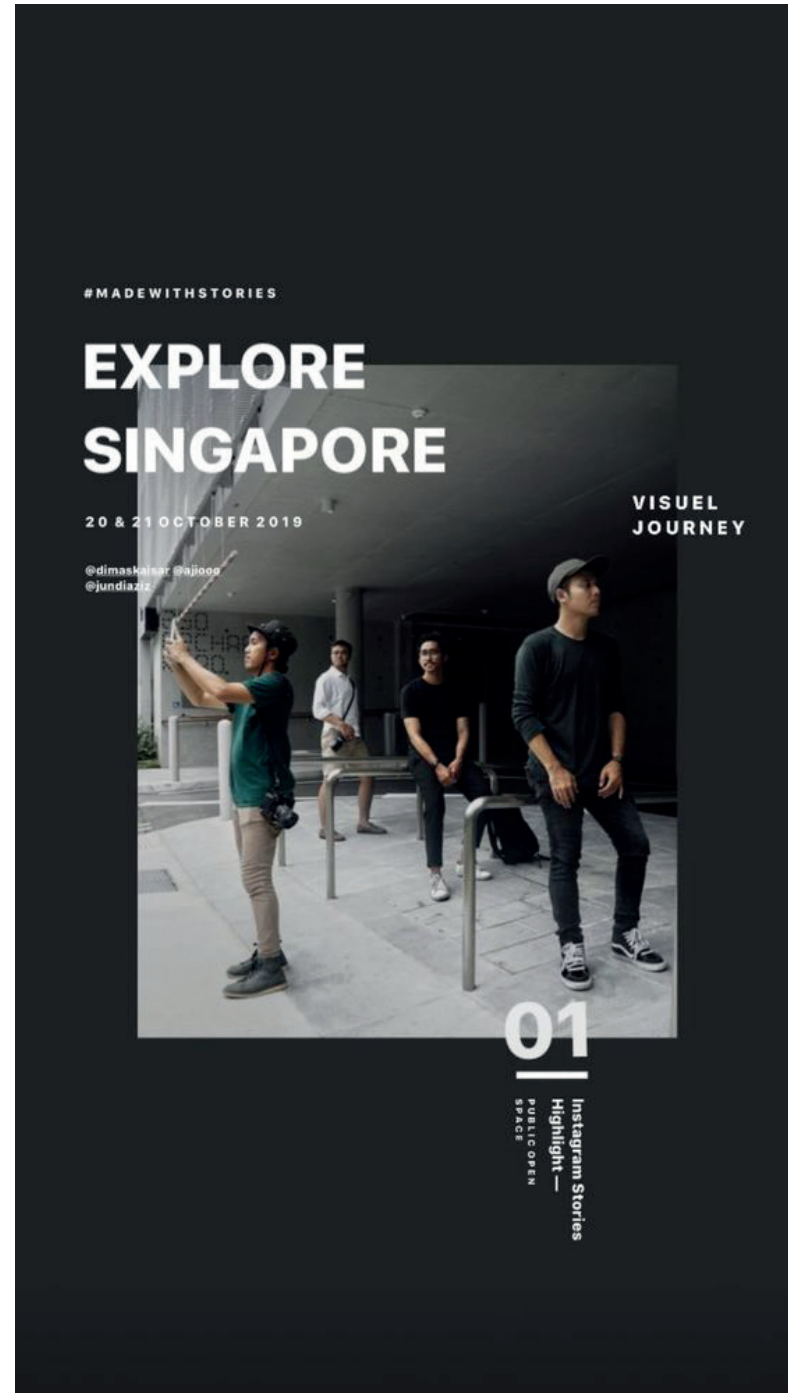 #MADEWITHSTORIES
EXPLORE
SINGAPORE
20 & 21 OCTOBER 2019
@dimaskaisar @ajiooo
@jundiaziz
VISUEL
JOURNEY
01
Instagram Stories
Highlight —
PUBLIC OPEN
SPACE